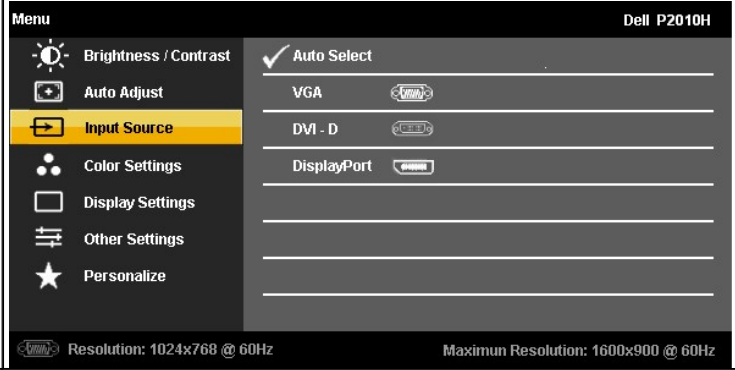 Menu Dell P2010H
Brightness / Contrast Auto Select
Auto Adjust VGA
Input Source DVI - D
Color Settings DisplayPort
Display Settings
Other Settings
Personalize
Resolution: 1024x768 @ 60Hz Maximun Resolution: 1600x900 @ 60Hz